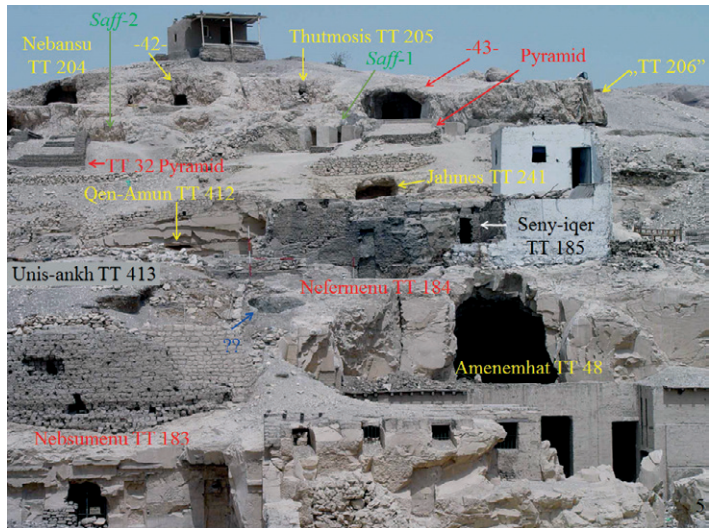 Saff-2
Nebansu
TT 204
-42-
Thutmosis TT 205
Saff-1
-43-
Pyramid
„TT 206”
TT 32 Pyramid
Jahmes TT 241
Qen-Amun TT 412
Seny-iqer
TT 185
Unis-ankh TT 413
Nefermenu TT 184
??
Amenemhat TT 48
Nebsumenu TT 183
5